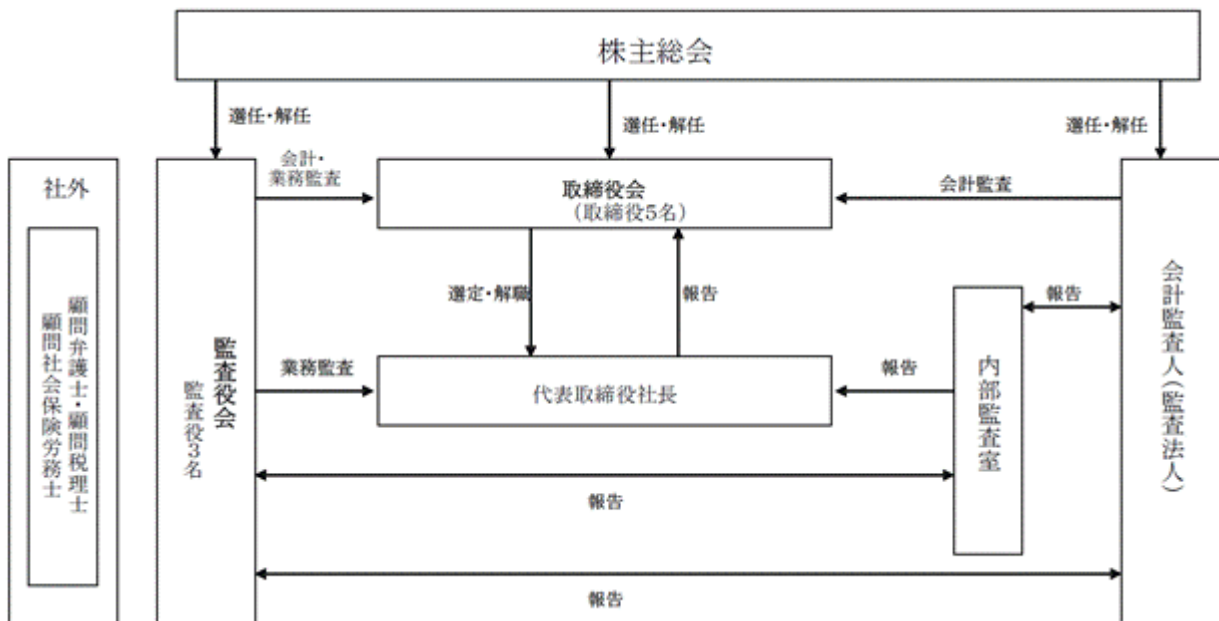 株主総会
選任・解任
選任・解任
選任・解任
社外
顧問弁護士・顧問税理士
顧問社会保険労務士
監査役会
監査役3名
会計・
業務監査
取締役会
(取締役5名)
会計監査
選定・解職
報告
業務監査
代表取締役社長
報告
内部監査室
報告
会計監査人(監査法人)
報告
報告